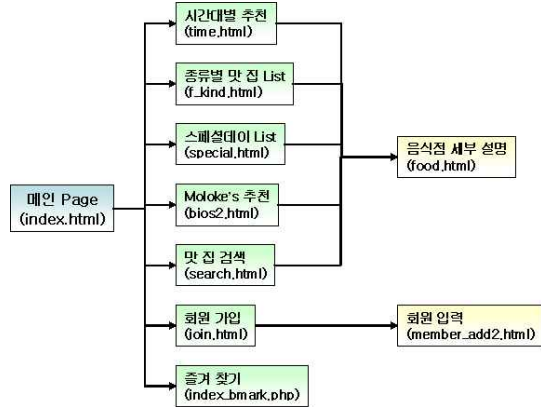 시간대별 추천
(time.html)
종류별 맛 집 List
(f_kind.html)
스페셜데이 List
(special.html)
음식점 세부 설명
(food.html)
메인 Page
(index.html)
Moloke's 추천
(bios2.html)
맛 집 검색
(search.html)
회원 가입
(join.html)
회원 입력
(member_add2.html)
즐겨 찾기
(index_bmark.php)